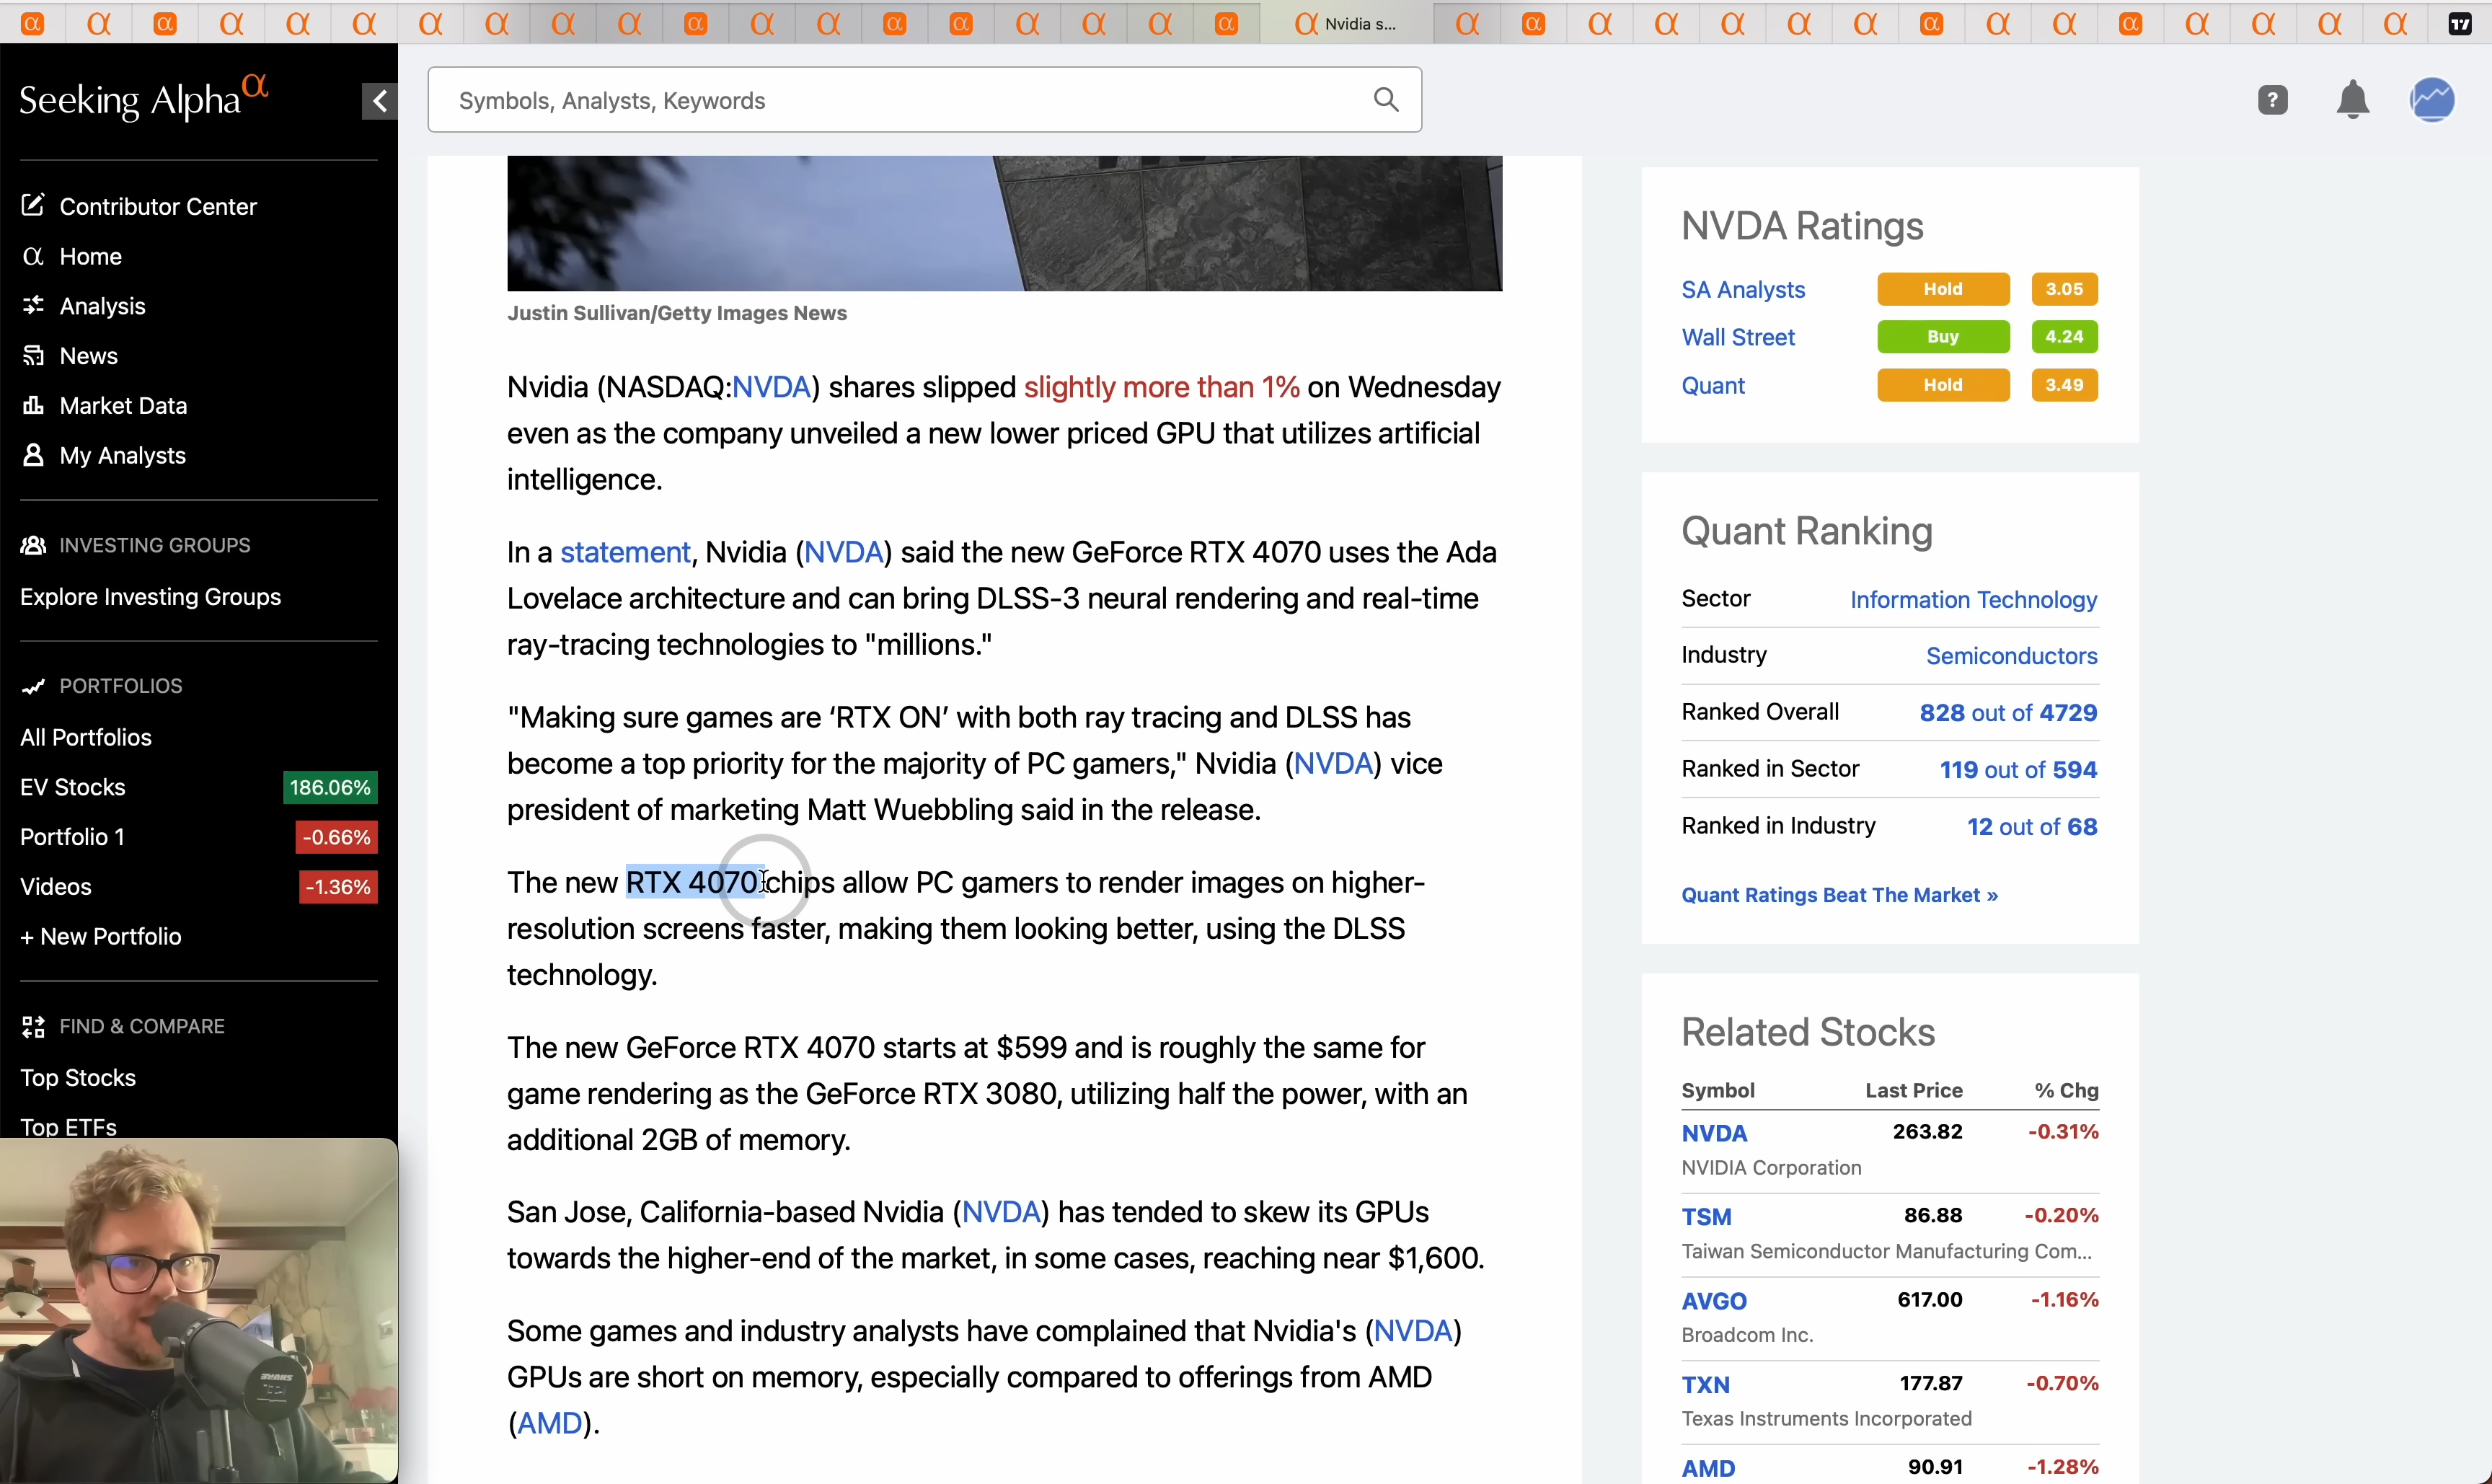 Nvidia s...
Seeking Alpha α
Symbols, Analysts, Keywords
?
Contributor Center
Home
Analysis
News
Market Data
My Analysts
INVESTING GROUPS
Explore Investing Groups
PORTFOLIOS
All Portfolios
EV Stocks 186.06%
Portfolio 1 -0.66%
Videos -1.36%
+ New Portfolio
FIND & COMPARE
Top Stocks
Top ETFs
SHURE
Justin Sullivan/Getty Images News
Nvidia (NASDAQ:NVDA) shares slipped slightly more than 1% on Wednesday
even as the company unveiled a new lower priced GPU that utilizes artificial
intelligence.
In a statement, Nvidia (NVDA) said the new GeForce RTX 4070 uses the Ada
Lovelace architecture and can bring DLSS-3 neural rendering and real-time
ray-tracing technologies to "millions."
"Making sure games are ‘RTX ON’ with both ray tracing and DLSS has
become a top priority for the majority of PC gamers," Nvidia (NVDA) vice
president of marketing Matt Wuebbling said in the release.
The new RTX 4070 chips allow PC gamers to render images on higher-
resolution screens faster, making them looking better, using the DLSS
technology.
The new GeForce RTX 4070 starts at $599 and is roughly the same for
game rendering as the GeForce RTX 3080, utilizing half the power, with an
additional 2GB of memory.
San Jose, California-based Nvidia (NVDA) has tended to skew its GPUs
towards the higher-end of the market, in some cases, reaching near $1,600.
Some games and industry analysts have complained that Nvidia's (NVDA)
GPUs are short on memory, especially compared to offerings from AMD
(AMD).
NVDA Ratings
SA Analysts Hold 3.05
Wall Street Buy 4.24
Quant Hold 3.49
Quant Ranking
Sector Information Technology
Industry Semiconductors
Ranked Overall 828 out of 4729
Ranked in Sector 119 out of 594
Ranked in Industry 12 out of 68
Quant Ratings Beat The Market »
Related Stocks
Symbol Last Price % Chg
NVDA 263.82 -0.31%
NVIDIA Corporation
TSM 86.88 -0.20%
Taiwan Semiconductor Manufacturing Com...
AVGO 617.00 -1.16%
Broadcom Inc.
TXN 177.87 -0.70%
Texas Instruments Incorporated
AMD 90.91 -1.28%